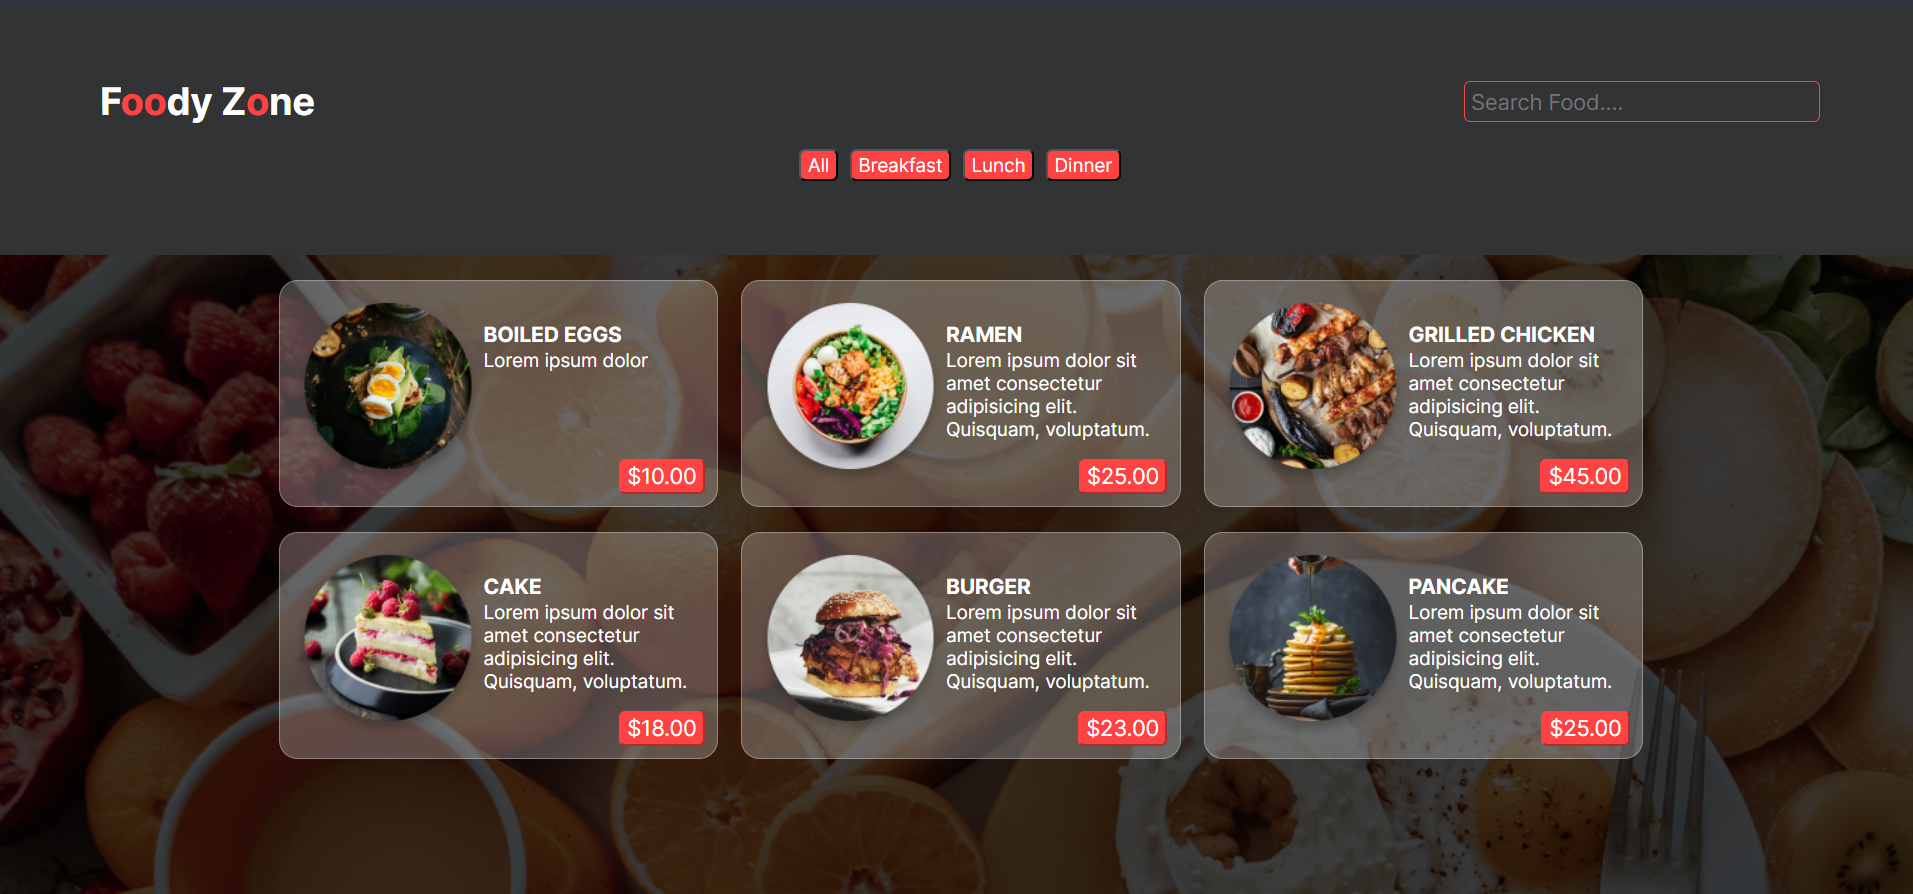 Foody Zone
Search Food....
All Breakfast Lunch Dinner
BOILED EGGS
Lorem ipsum dolor
$10.00
RAMEN
Lorem ipsum dolor sit
amet consectetur
adipisicing elit.
Quisquam, voluptatum.
$25.00
GRILLED CHICKEN
Lorem ipsum dolor sit
amet consectetur
adipisicing elit.
Quisquam, voluptatum.
$45.00
CAKE
Lorem ipsum dolor sit
amet consectetur
adipisicing elit.
Quisquam, voluptatum.
$18.00
BURGER
Lorem ipsum dolor sit
amet consectetur
adipisicing elit.
Quisquam, voluptatum.
$23.00
PANCAKE
Lorem ipsum dolor sit
amet consectetur
adipisicing elit.
Quisquam, voluptatum.
$25.00